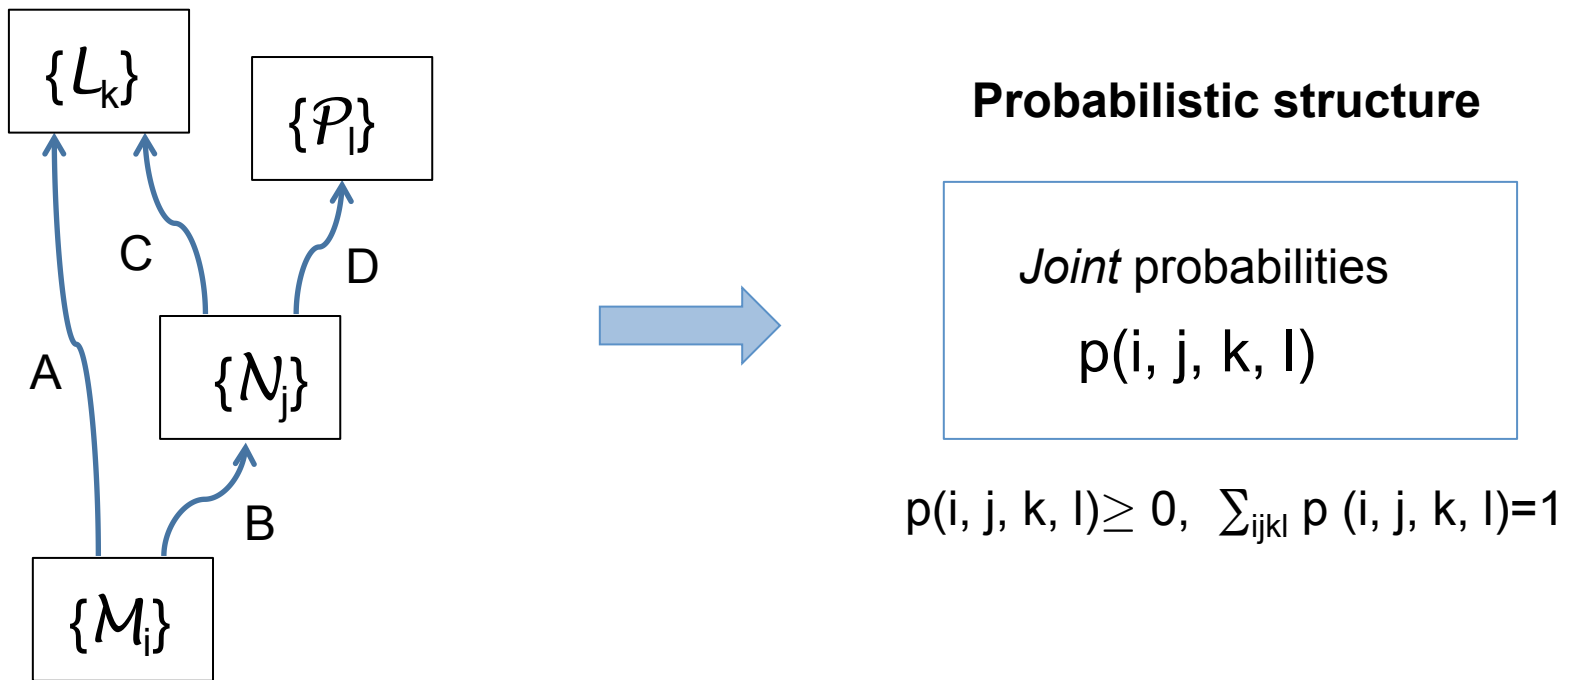 {ℒₖ}
{𝒫ₗ}
C
D
A
{𝒩ⱼ}
B
{ℳᵢ}
Probabilistic structure
Joint probabilities
p(i, j, k, l)
p(i, j, k, l)≥ 0, ∑ᵢⱼₖₗ p (i, j, k, l)=1